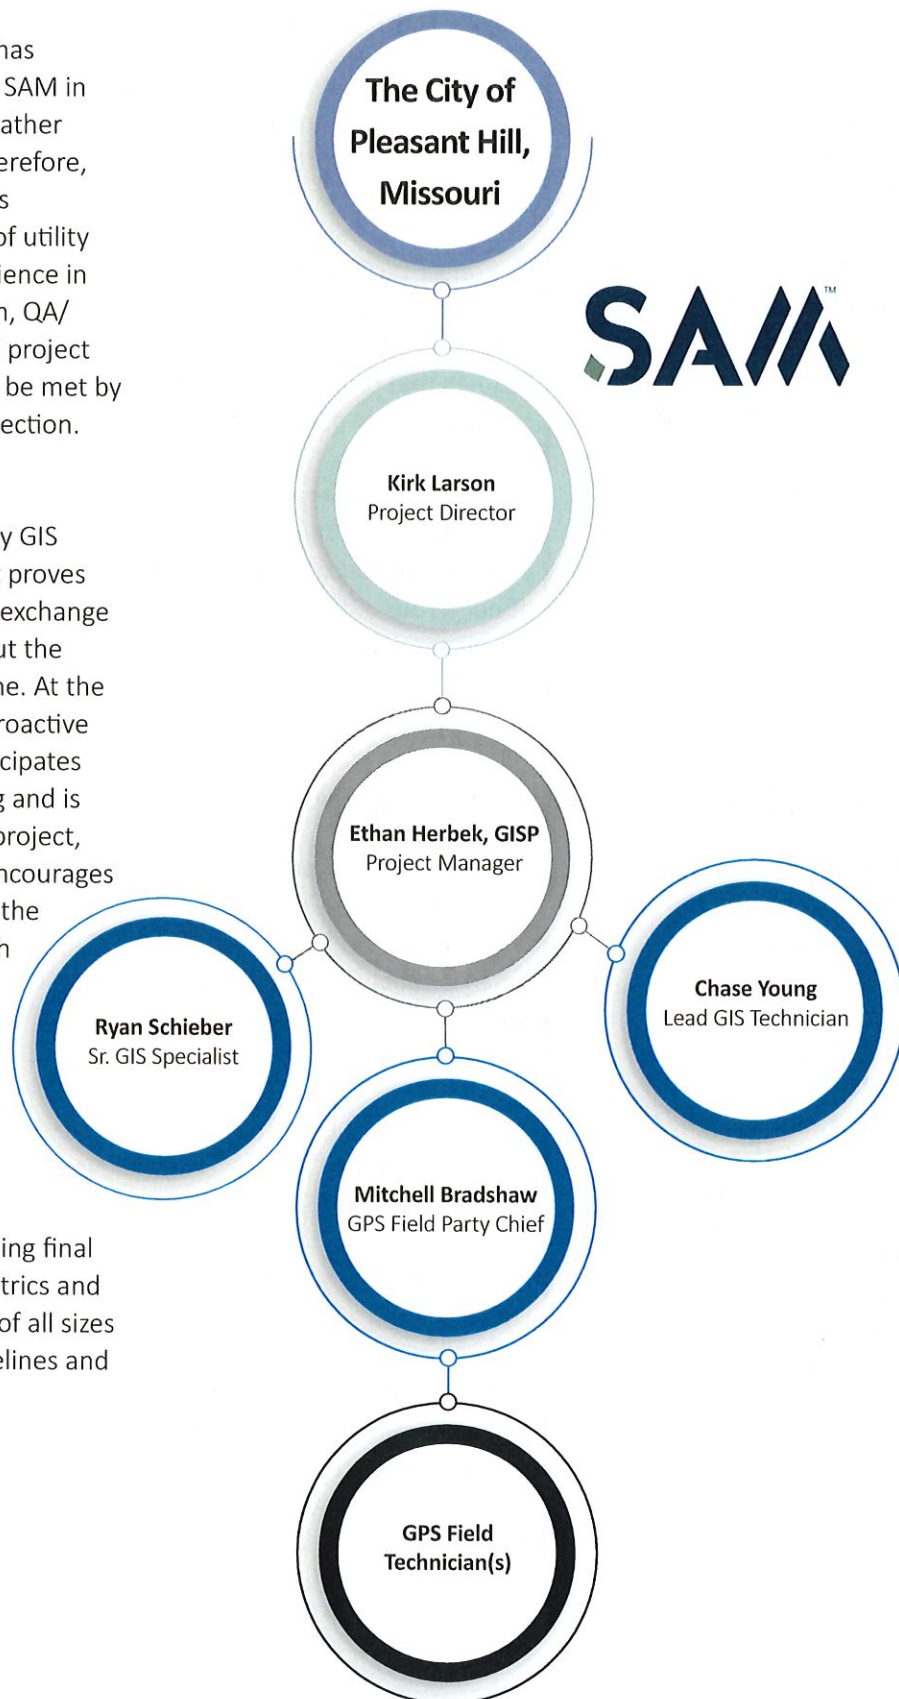 has
SAM in
ather
erefore,
s
of utility
ience in
n, QA/
project
be met by
ection.
y GIS
t proves
exchange
ut the
ne. At the
roactive
cipates
g and is
project,
ncourages
the
h
ing final
trics and
of all sizes
elines and
The City of
Pleasant Hill,
Missouri
SAM™
Kirk Larson
Project Director
Ethan Herbek, GISP
Project Manager
Ryan Schieber
Sr. GIS Specialist
Chase Young
Lead GIS Technician
Mitchell Bradshaw
GPS Field Party Chief
GPS Field
Technician(s)